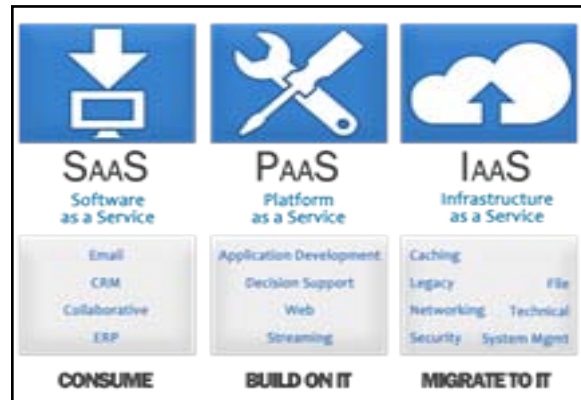 SAAS
Software
as a Service
Email
CRM
Collaborative
ERP
CONSUME
PAAS
Platform
as a Service
Application Development
Decision Support
Web
Streaming
BUILD ON IT
IAAS
Infrastructure
as a Service
Caching
Legacy File
Networking Technical
Security System Mgmt
MIGRATE TO IT